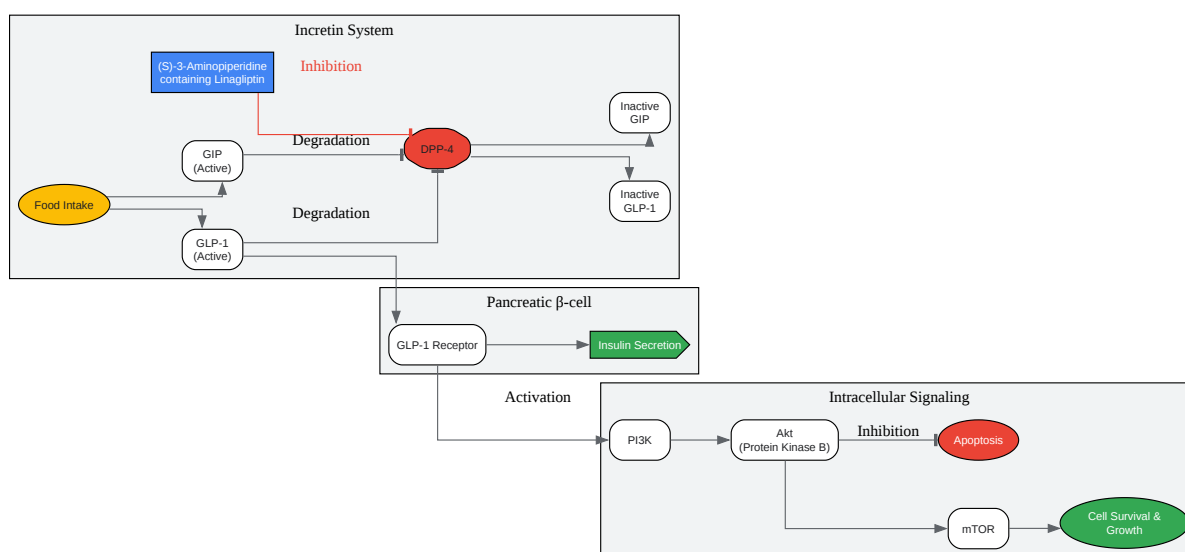 Incretin System
(S)-3-Aminopiperidine
containing Linagliptin
Inhibition
Inactive
GIP
Degradation
DPP-4
GIP
(Active)
Inactive
GLP-1
Food Intake
Degradation
GLP-1
(Active)
Pancreatic β-cell
GLP-1 Receptor
Insulin Secretion
Activation
Intracellular Signaling
PI3K
Akt
(Protein Kinase B)
Inhibition
Apoptosis
mTOR
Cell Survival &
Growth